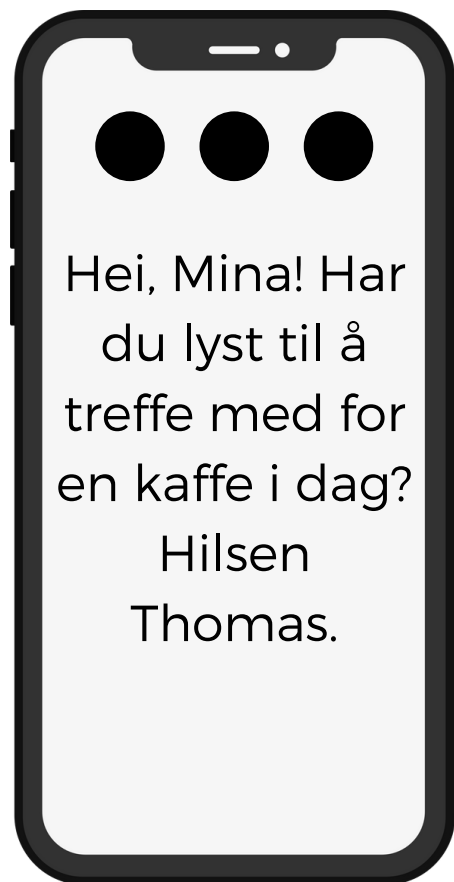 Hei, Mina! Har
du lyst til å
treffe med for
en kaffe i dag?
Hilsen
Thomas.